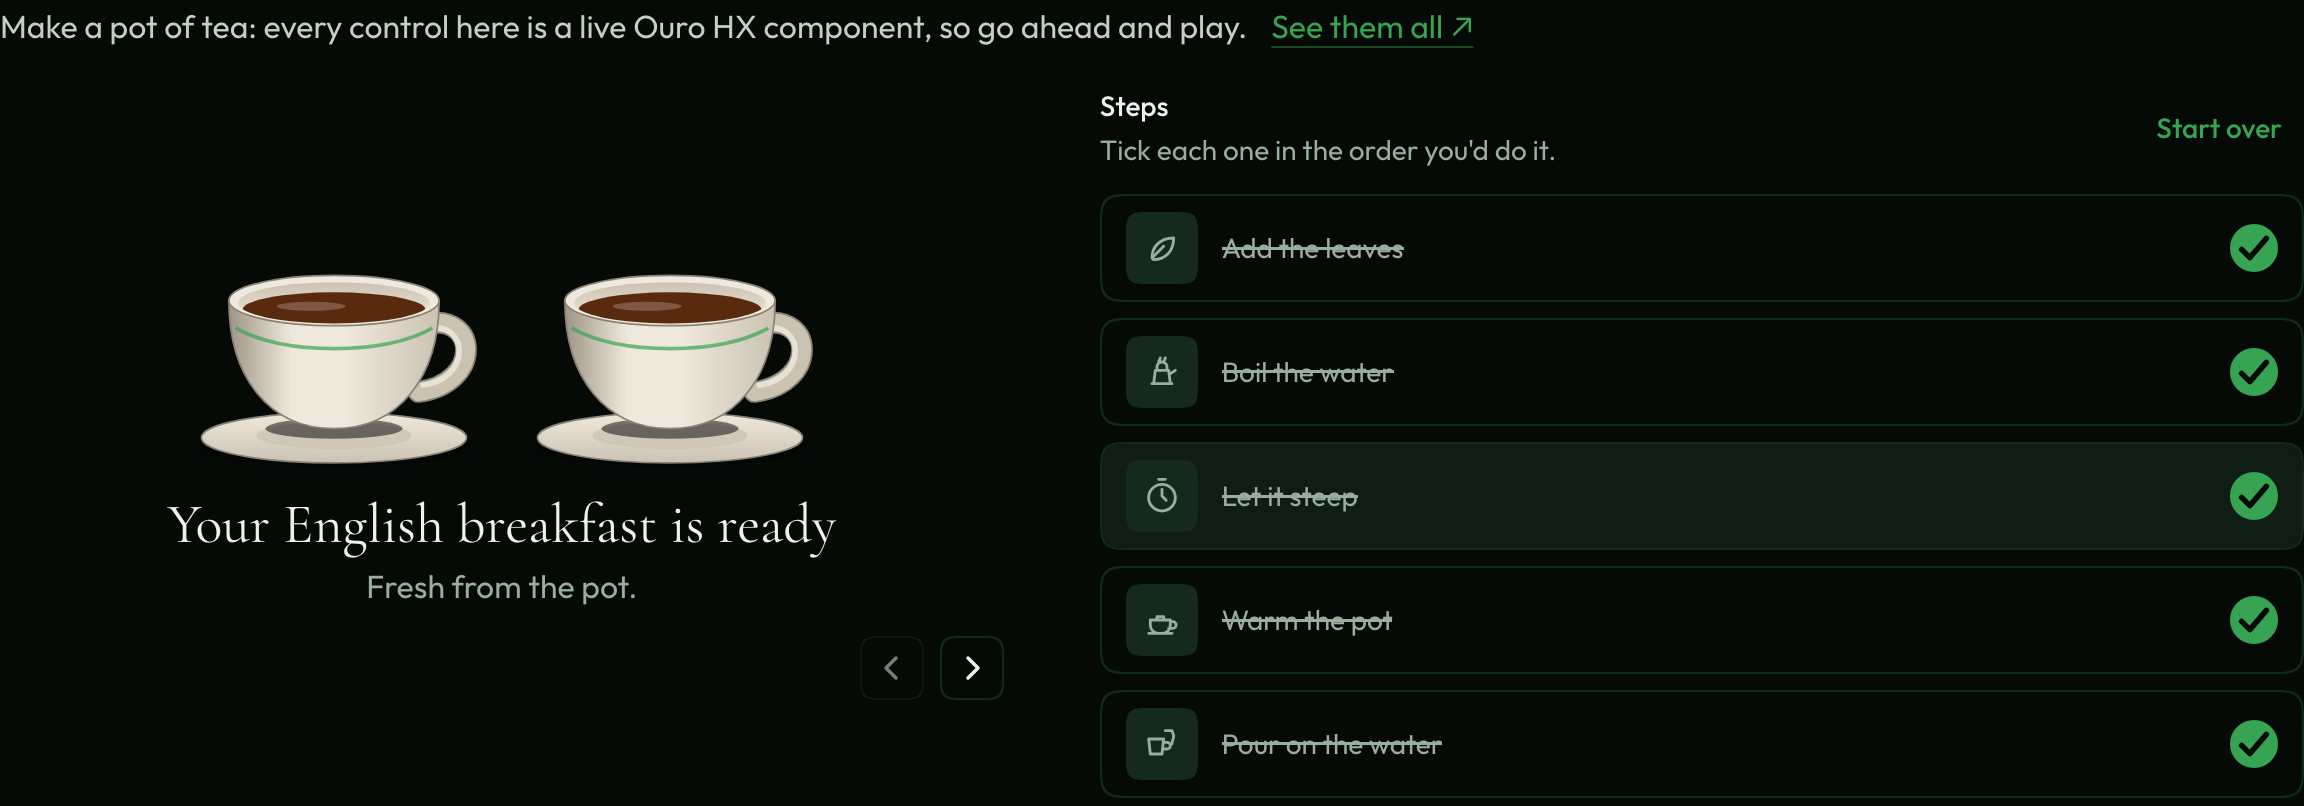 Make a pot of tea: every control here is a live Ouro HX component, so go ahead and play. See them all ↗
Steps
Tick each one in the order you'd do it.
Start over
Add the leaves
Boil the water
Let it steep
Warm the pot
Pour on the water
Your English breakfast is ready
Fresh from the pot.